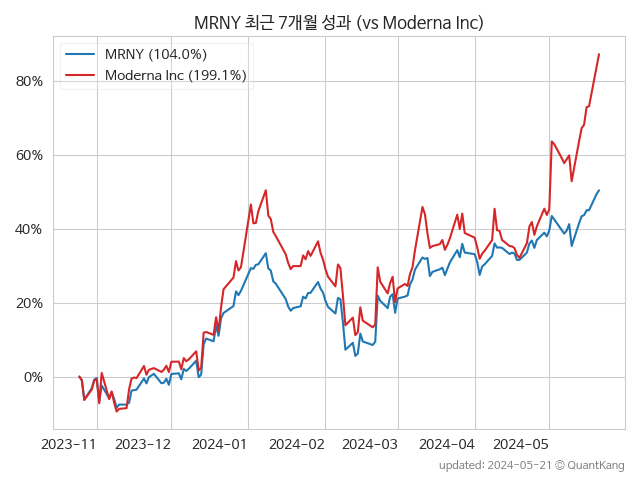 MRNY 최근 7개월 성과 (vs Moderna Inc)
MRNY (104.0%)
Moderna Inc (199.1%)
80%
60%
40%
20%
0%
2023-11 2023-12 2024-01 2024-02 2024-03 2024-04 2024-05
updated: 2024-05-21 © QuantKang